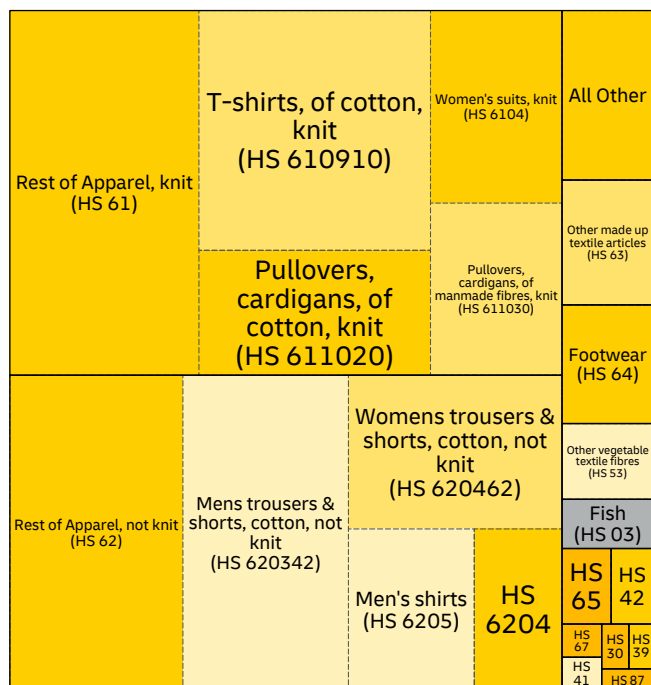 Rest of Apparel, knit
(HS 61)
T-shirts, of cotton,
knit
(HS 610910)
Women's suits, knit
(HS 6104)
Pullovers,
cardigans, of
cotton, knit
(HS 611020)
Pullovers,
cardigans, of
manmade fibres, knit
(HS 611030)
Rest of Apparel, not knit
(HS 62)
Mens trousers &
shorts, cotton, not
knit
(HS 620342)
Womens trousers &
shorts, cotton, not
knit
(HS 620462)
Men's shirts
(HS 6205)
HS
6204
All Other
Other made up
textile articles
(HS 63)
Footwear
(HS 64)
Other vegetable
textile fibres
(HS 53)
Fish
(HS 03)
HS
65
HS
42
HS
67
HS
30
HS
39
HS
41
HS 87